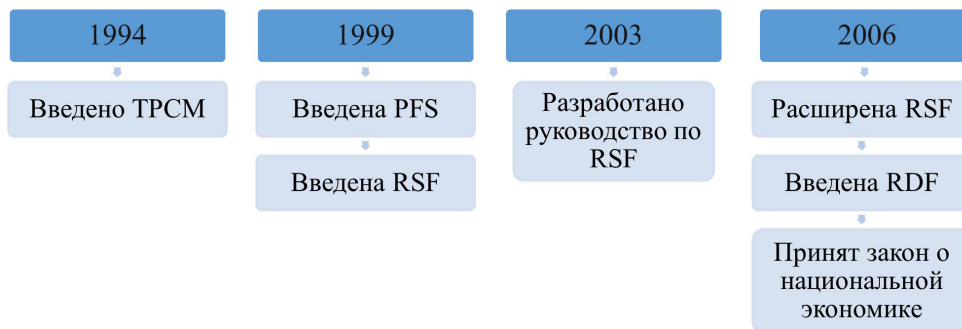 1994
Введено TPCM
1999
Введена PFS
Введена RSF
2003
Разработано
руководство по
RSF
2006
Расширена RSF
Введена RDF
Принят закон о
национальной
экономике